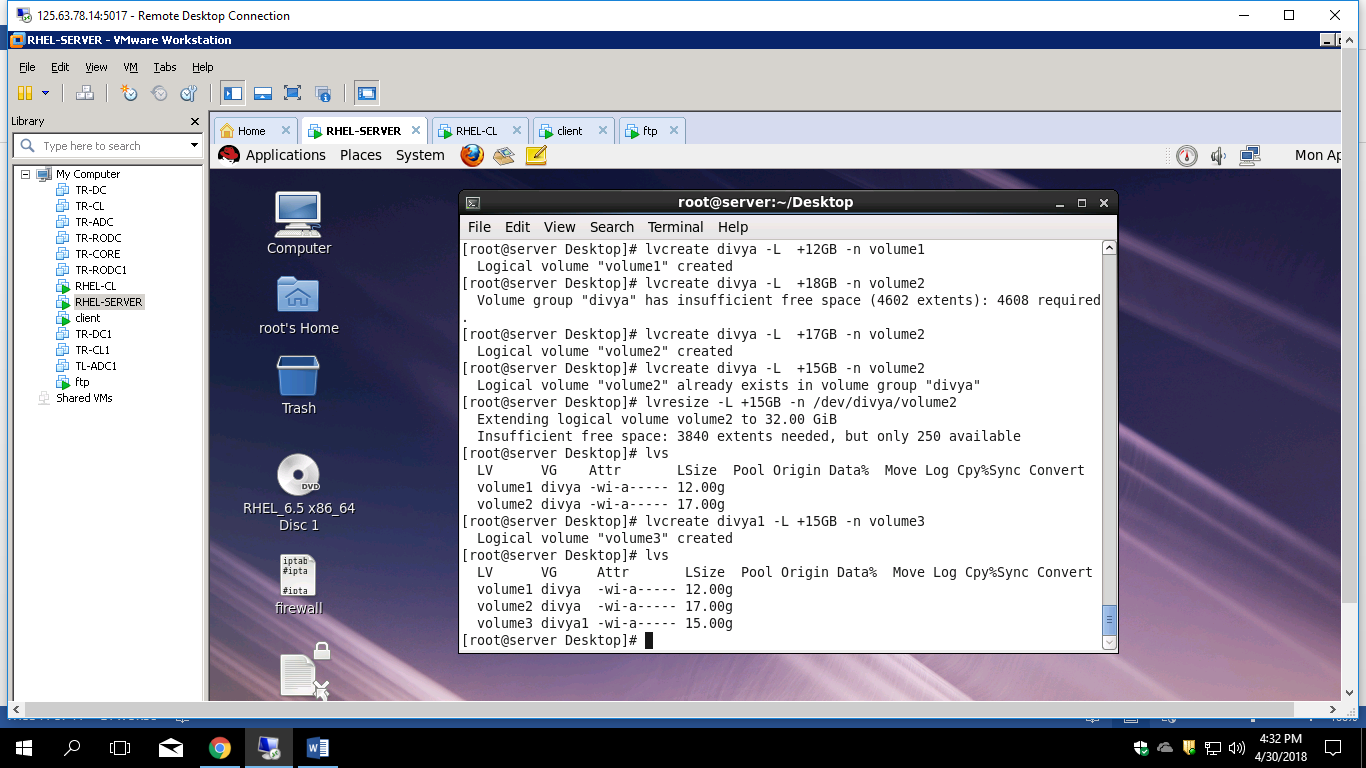 125.63.78.14:5017 - Remote Desktop Connection
RHEL-SERVER - VMware Workstation
File Edit View VM Tabs Help
Library
Type here to search
My Computer
TR-DC
TR-CL
TR-ADC
TR-RODC
TR-CORE
TR-RODC1
RHEL-CL
RHEL-SERVER
client
TR-DC1
TR-CL1
TL-ADC1
ftp
Shared VMs
Home RHEL-SERVER RHEL-CL client ftp
Applications Places System Mon Ap
Computer
root's Home
Trash
DVD
RHEL_6.5 x86_64
Disc 1
iptab
#ipta
#ipta
firewall
root@server:~/Desktop
File Edit View Search Terminal Help
[root@server Desktop]# lvcreate divya -L  +12GB -n volume1
  Logical volume "volume1" created
[root@server Desktop]# lvcreate divya -L  +18GB -n volume2
  Volume group "divya" has insufficient free space (4602 extents): 4608 required
.
[root@server Desktop]# lvcreate divya -L  +17GB -n volume2
  Logical volume "volume2" created
[root@server Desktop]# lvcreate divya -L  +15GB -n volume2
  Logical volume "volume2" already exists in volume group "divya"
[root@server Desktop]# lvresize -L +15GB -n /dev/divya/volume2
  Extending logical volume volume2 to 32.00 GiB
  Insufficient free space: 3840 extents needed, but only 250 available
[root@server Desktop]# lvs
  LV      VG    Attr       LSize  Pool Origin Data%  Move Log Cpy%Sync Convert
  volume1 divya -wi-a----- 12.00g
  volume2 divya -wi-a----- 17.00g
[root@server Desktop]# lvcreate divya1 -L +15GB -n volume3
  Logical volume "volume3" created
[root@server Desktop]# lvs
  LV      VG     Attr       LSize  Pool Origin Data%  Move Log Cpy%Sync Convert
  volume1 divya  -wi-a----- 12.00g
  volume2 divya  -wi-a----- 17.00g
  volume3 divya1 -wi-a----- 15.00g
[root@server Desktop]#
4:32 PM
4/30/2018